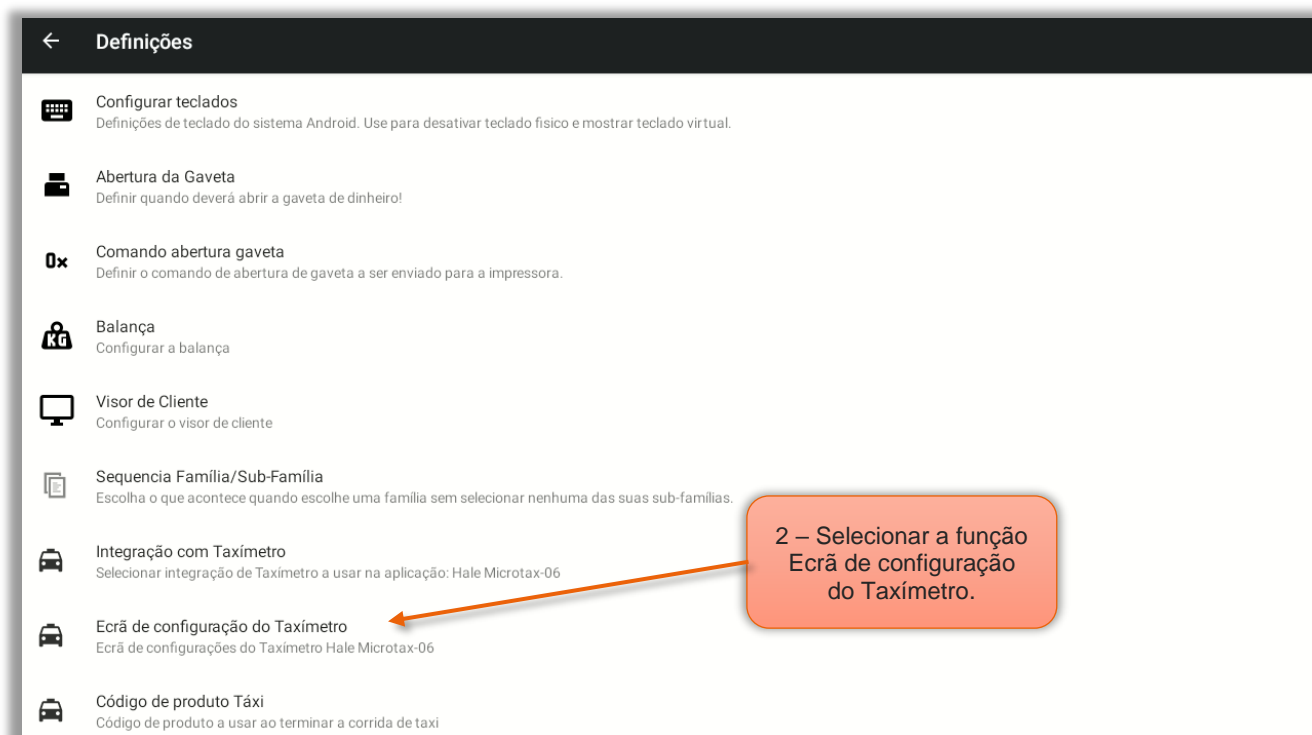 Definições
Configurar teclados
Definições de teclado do sistema Android. Use para desativar teclado fisico e mostrar teclado virtual.
Abertura da Gaveta
Definir quando deverá abrir a gaveta de dinheiro!
0x
Comando abertura gaveta
Definir o comando de abertura de gaveta a ser enviado para a impressora.
KG
Balança
Configurar a balança
Visor de Cliente
Configurar o visor de cliente
Sequencia Família/Sub-Família
Escolha o que acontece quando escolhe uma família sem selecionar nenhuma das suas sub-famílias.
2 – Selecionar a função
Ecrã de configuração
do Taxímetro.
Integração com Taxímetro
Selecionar integração de Taxímetro a usar na aplicação: Hale Microtax-06
Ecrã de configuração do Taxímetro
Ecrã de configurações do Taxímetro Hale Microtax-06
Código de produto Táxi
Código de produto a usar ao terminar a corrida de taxi